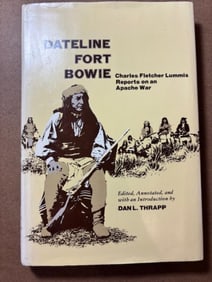 DATELINE
FORT
BOWIE
Charles Fletcher Lummis
Reports on an
Apache War
Edited, Annotated, and
with an Introduction by
DAN L. THRAPP